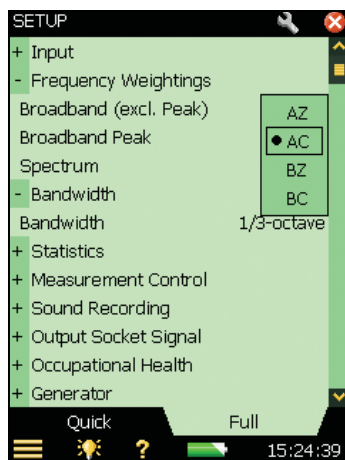 SETUP
+ Input
- Frequency Weightings
Broadband (excl. Peak)
AZ
Broadband Peak
AC
Spectrum
BZ
- Bandwidth
BC
Bandwidth 1/3-octave
+ Statistics
+ Measurement Control
+ Sound Recording
+ Output Socket Signal
+ Occupational Health
+ Generator
Quick Full
? 15:24:39